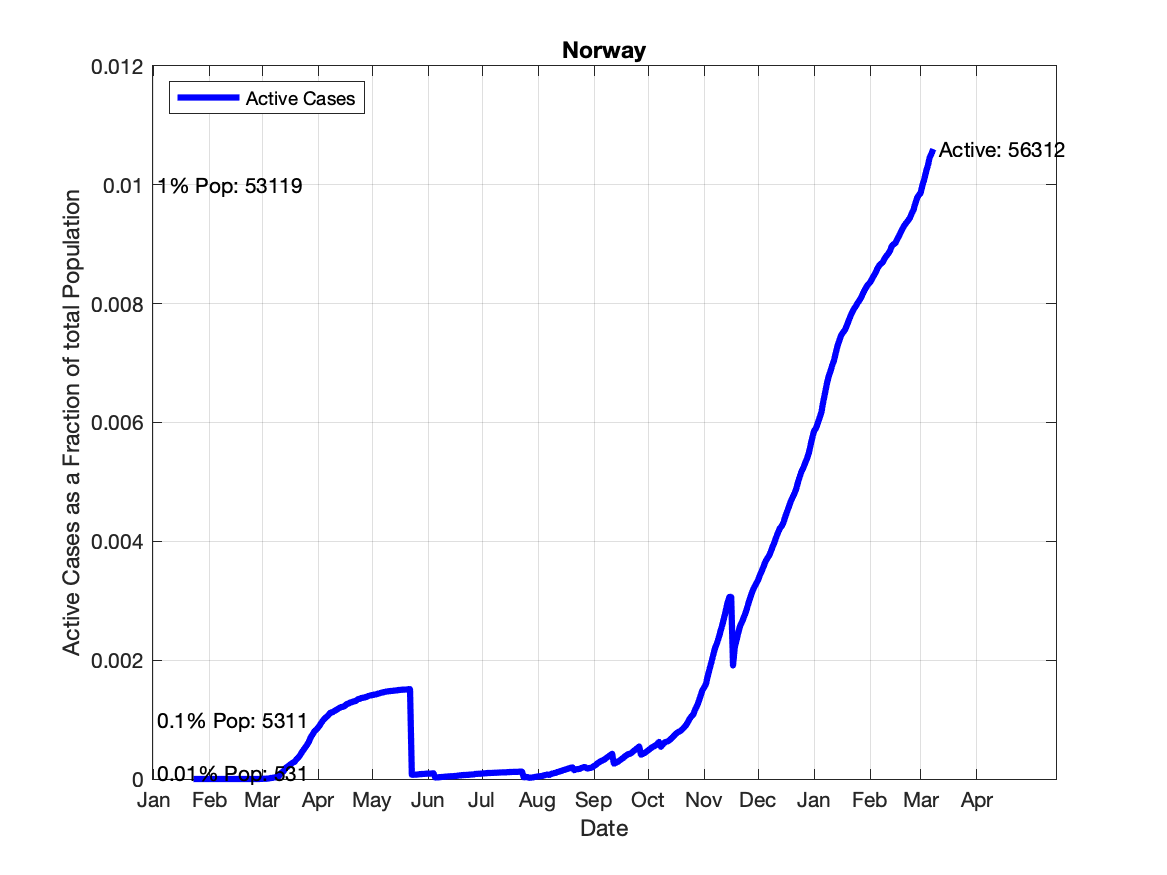 Norway
0.012
Active Cases
Active: 56312
0.01
1% Pop: 53119
0.008
0.006
0.004
0.002
0.1% Pop: 5311
0.01% Pop: 531
0
Active Cases as a Fraction of total Population
Jan Feb Mar Apr May Jun Jul Aug Sep Oct Nov Dec Jan Feb Mar Apr
Date